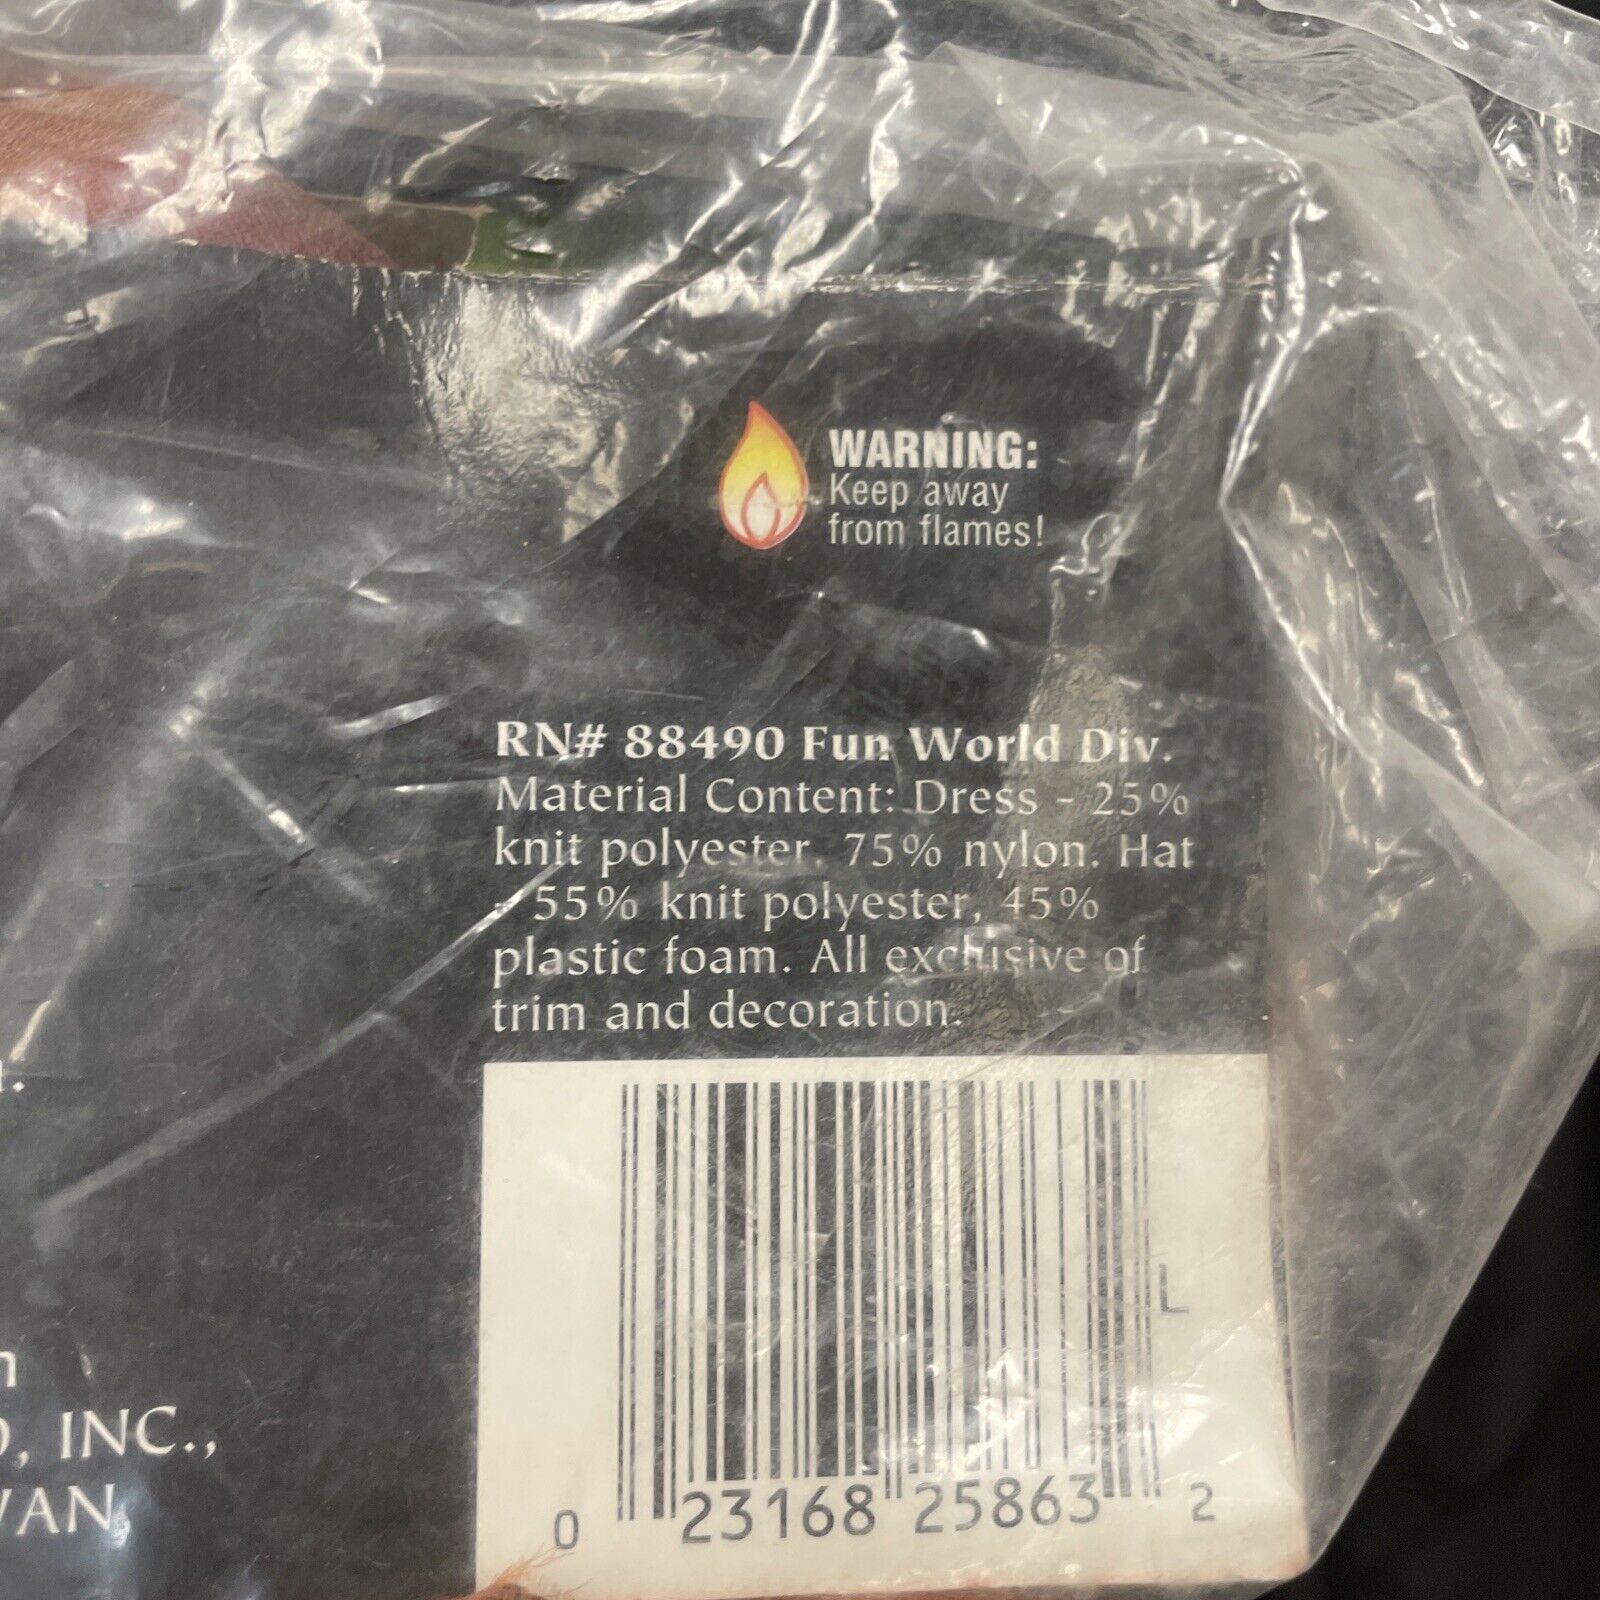 WARNING:
Keep away
from flames!
RN# 88490 Fun World Div.
Material Content: Dress - 25%
knit polyester, 75% nylon. Hat
- 55% knit polyester, 45%
plastic foam. All exclusive of
trim and decoration.
INC.,
L
0 23168 25863 2